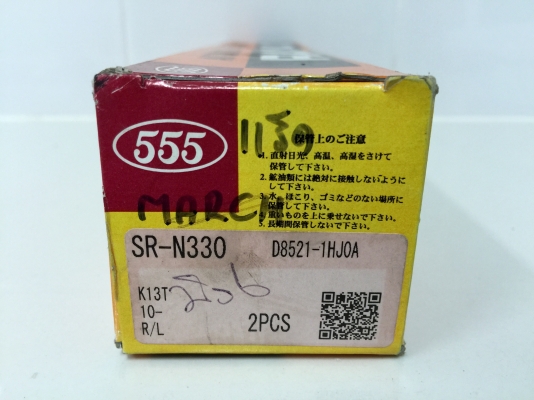 555
保管上のご注意
1. 直射日光、高温、高湿をさけて
保管して下さい。
2. 鉱油類には絶対に接触しないように
して下さい。
3. 水、ほこり、ゴミなどのない場所に
保管して下さい。
4. 重いものを上に乗せないで下さい。
5. 長期間保管しないで下さい。
MARCH
SR-N330 D8521-1HJ0A
K13T
10-
R/L
2PCS